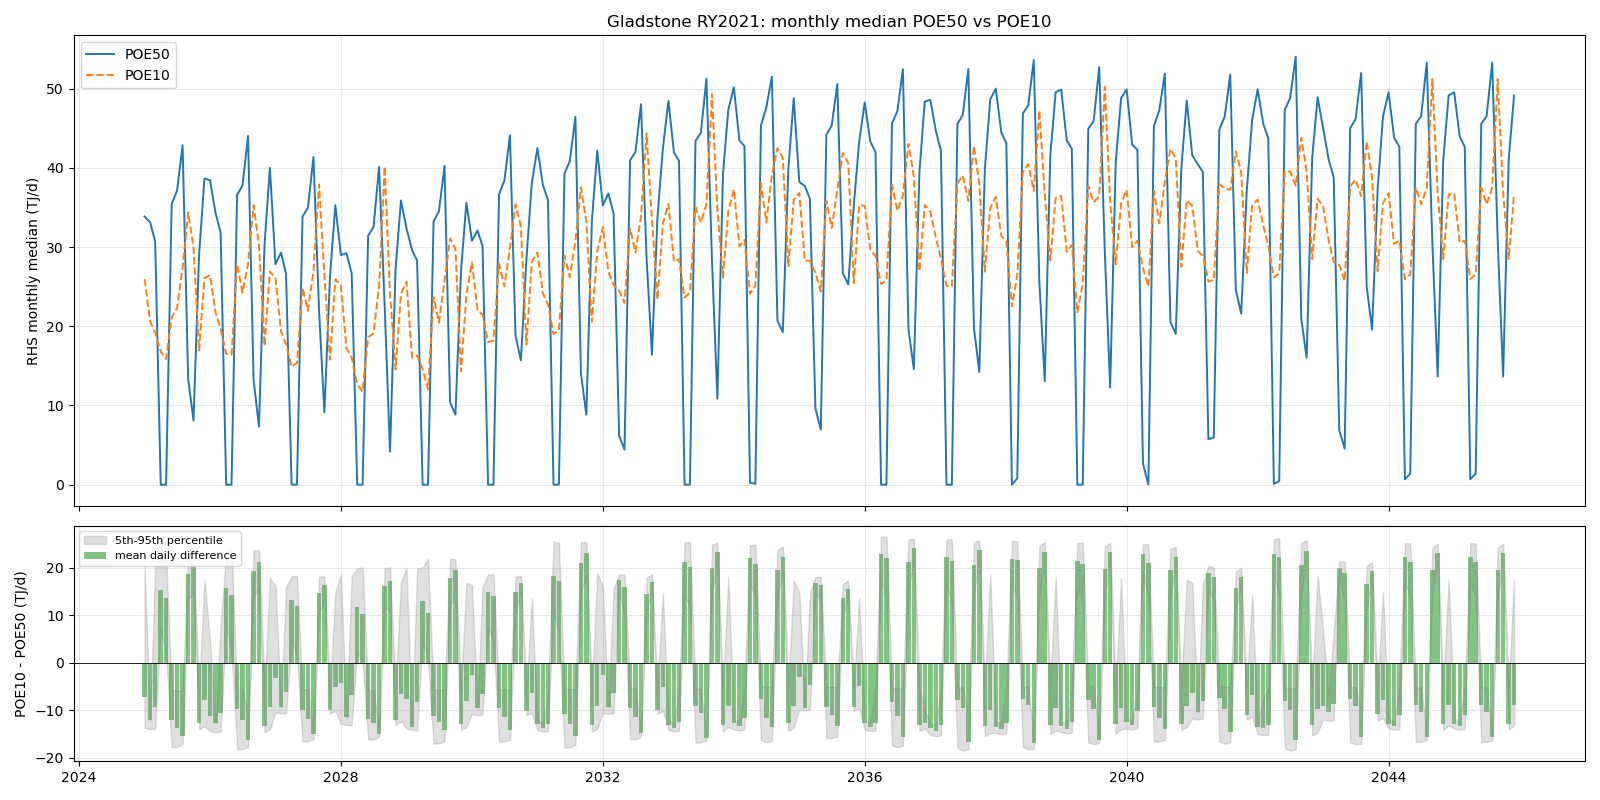 Gladstone RY2021: monthly median POE50 vs POE10
POE50
POE10
RHS monthly median (TJ/d)
50
40
30
20
10
0
5th-95th percentile
mean daily difference
POE10 - POE50 (TJ/d)
20
10
0
−10
−20
2024
2028
2032
2036
2040
2044